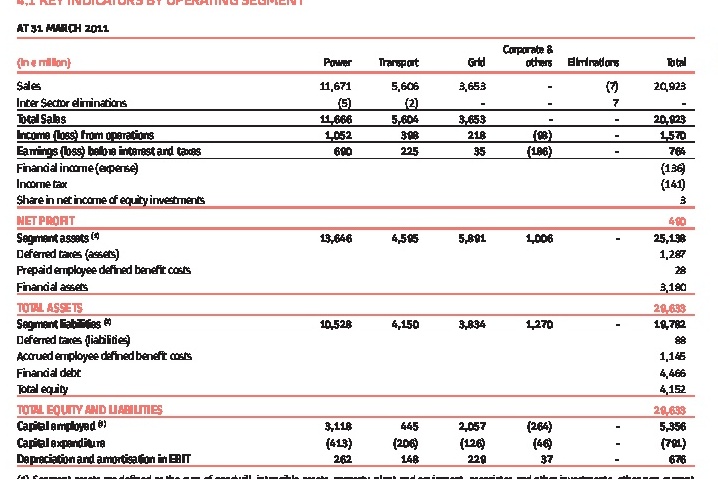 4.1 KEY INDICATORS BY OPERATING SEGMENT
AT 31 MARCH 2011
(in € million) Power Transport Grid Corporate & others Eliminations Total
Sales 11,671 5,606 3,653 - (7) 20,923
Inter Sector eliminations (5) (2) - - 7 -
Total Sales 11,666 5,604 3,653 - - 20,923
Income (loss) from operations 1,052 398 218 (98) - 1,570
Earnings (loss) before interest and taxes 690 225 35 (186) - 764
Financial income (expense) (136)
Income tax (141)
Share in net income of equity investments 3
NET PROFIT 490
Segment assets (1) 13,646 4,595 5,891 1,006 - 25,138
Deferred taxes (assets) 1,287
Prepaid employee defined benefit costs 28
Financial assets 3,180
TOTAL ASSETS 29,633
Segment liabilities 10,528 4,150 3,834 1,270 - 19,782
Deferred taxes (liabilities) 88
Accrued employee defined benefit costs 1,145
Financial debt 4,466
Total equity 4,152
TOTAL EQUITY AND LIABILITIES 29,633
Capital employed 3,118 445 2,057 (264) - 5,356
Capital expenditure (413) (206) (126) (46) - (791)
Depreciation and amortisation in EBIT 262 148 229 37 - 676
(1) Segment assets are defined as the sum of goodwill, intangible assets, property, plant and equipment, associates and other investments, other non-current